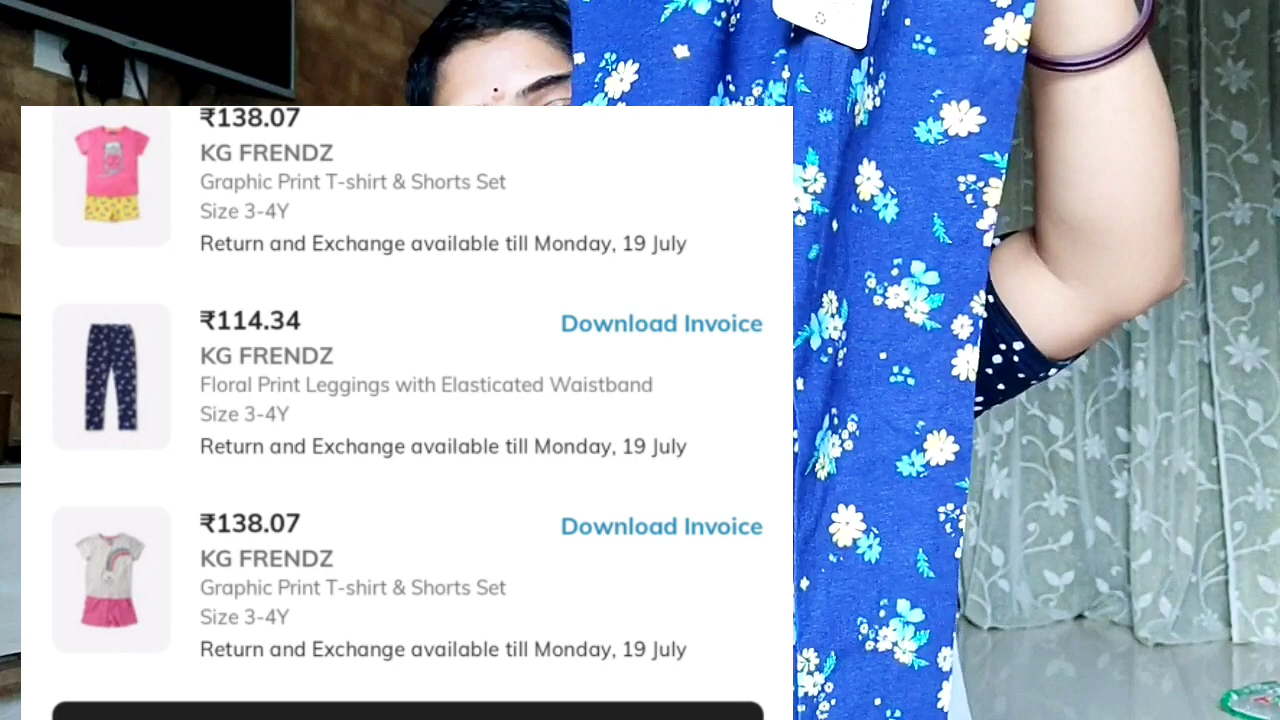 ₹138.07
KG FRENDZ
Graphic Print T-shirt & Shorts Set
Size 3-4Y
Return and Exchange available till Monday, 19 July
₹114.34
Download Invoice
KG FRENDZ
Floral Print Leggings with Elasticated Waistband
Size 3-4Y
Return and Exchange available till Monday, 19 July
₹138.07
Download Invoice
KG FRENDZ
Graphic Print T-shirt & Shorts Set
Size 3-4Y
Return and Exchange available till Monday, 19 July